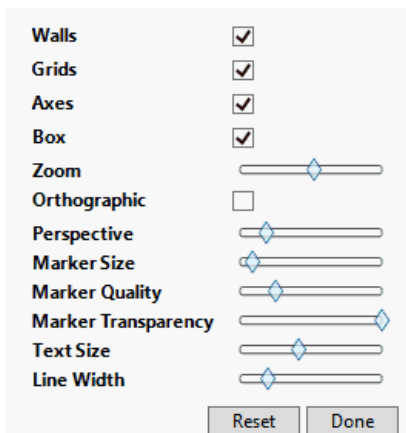 Walls
Grids
Axes
Box
Zoom
Orthographic
Perspective
Marker Size
Marker Quality
Marker Transparency
Text Size
Line Width
Reset Done